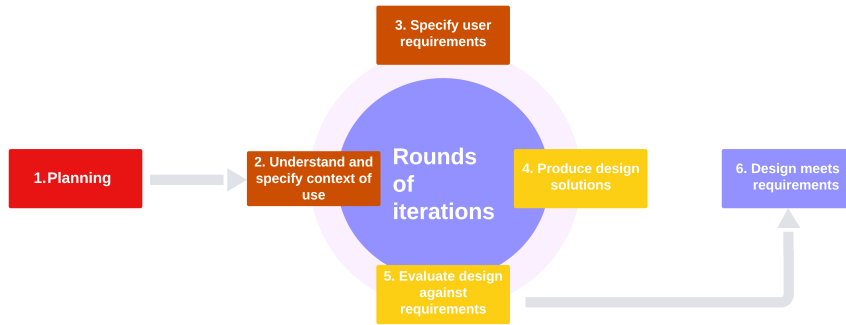 3. Specify user
requirements
1.Planning
2. Understand and
specify context of
use
Rounds
of
iterations
4. Produce design
solutions
6. Design meets
requirements
5. Evaluate design
against
requirements